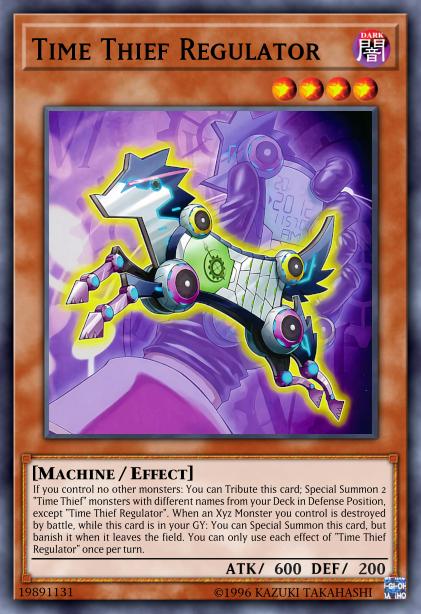 TIME THIEF REGULATOR
DARK
闇
[MACHINE / EFFECT]
If you control no other monsters: You can Tribute this card; Special Summon 2
"Time Thief" monsters with different names from your Deck in Defense Position,
except "Time Thief Regulator". When an Xyz Monster you control is destroyed
by battle, while this card is in your GY: You can Special Summon this card, but
banish it when it leaves the field. You can only use each effect of "Time Thief
Regulator" once per turn.
ATK/ 600 DEF/ 200
19891131
©1996 KAZUKI TAKAHASHI